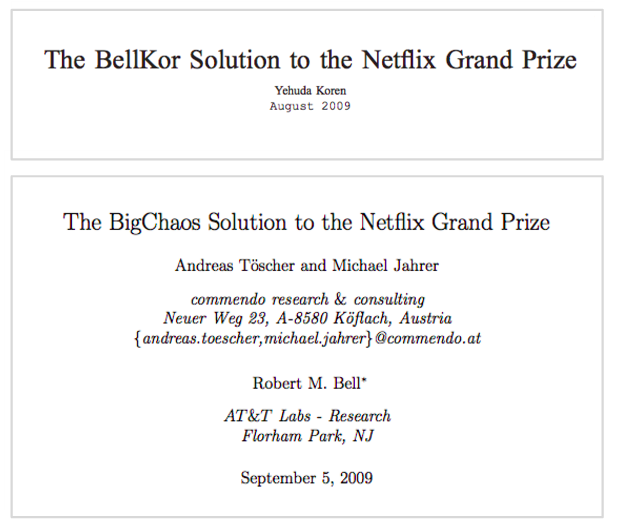 The BellKor Solution to the Netflix Grand Prize
Yehuda Koren
August 2009
The BigChaos Solution to the Netflix Grand Prize
Andreas Töscher and Michael Jahrer
commendo research & consulting
Neuer Weg 23, A-8580 Köflach, Austria
{andreas.toescher,michael.jahrer}@commendo.at
Robert M. Bell*
AT&T Labs - Research
Florham Park, NJ
September 5, 2009